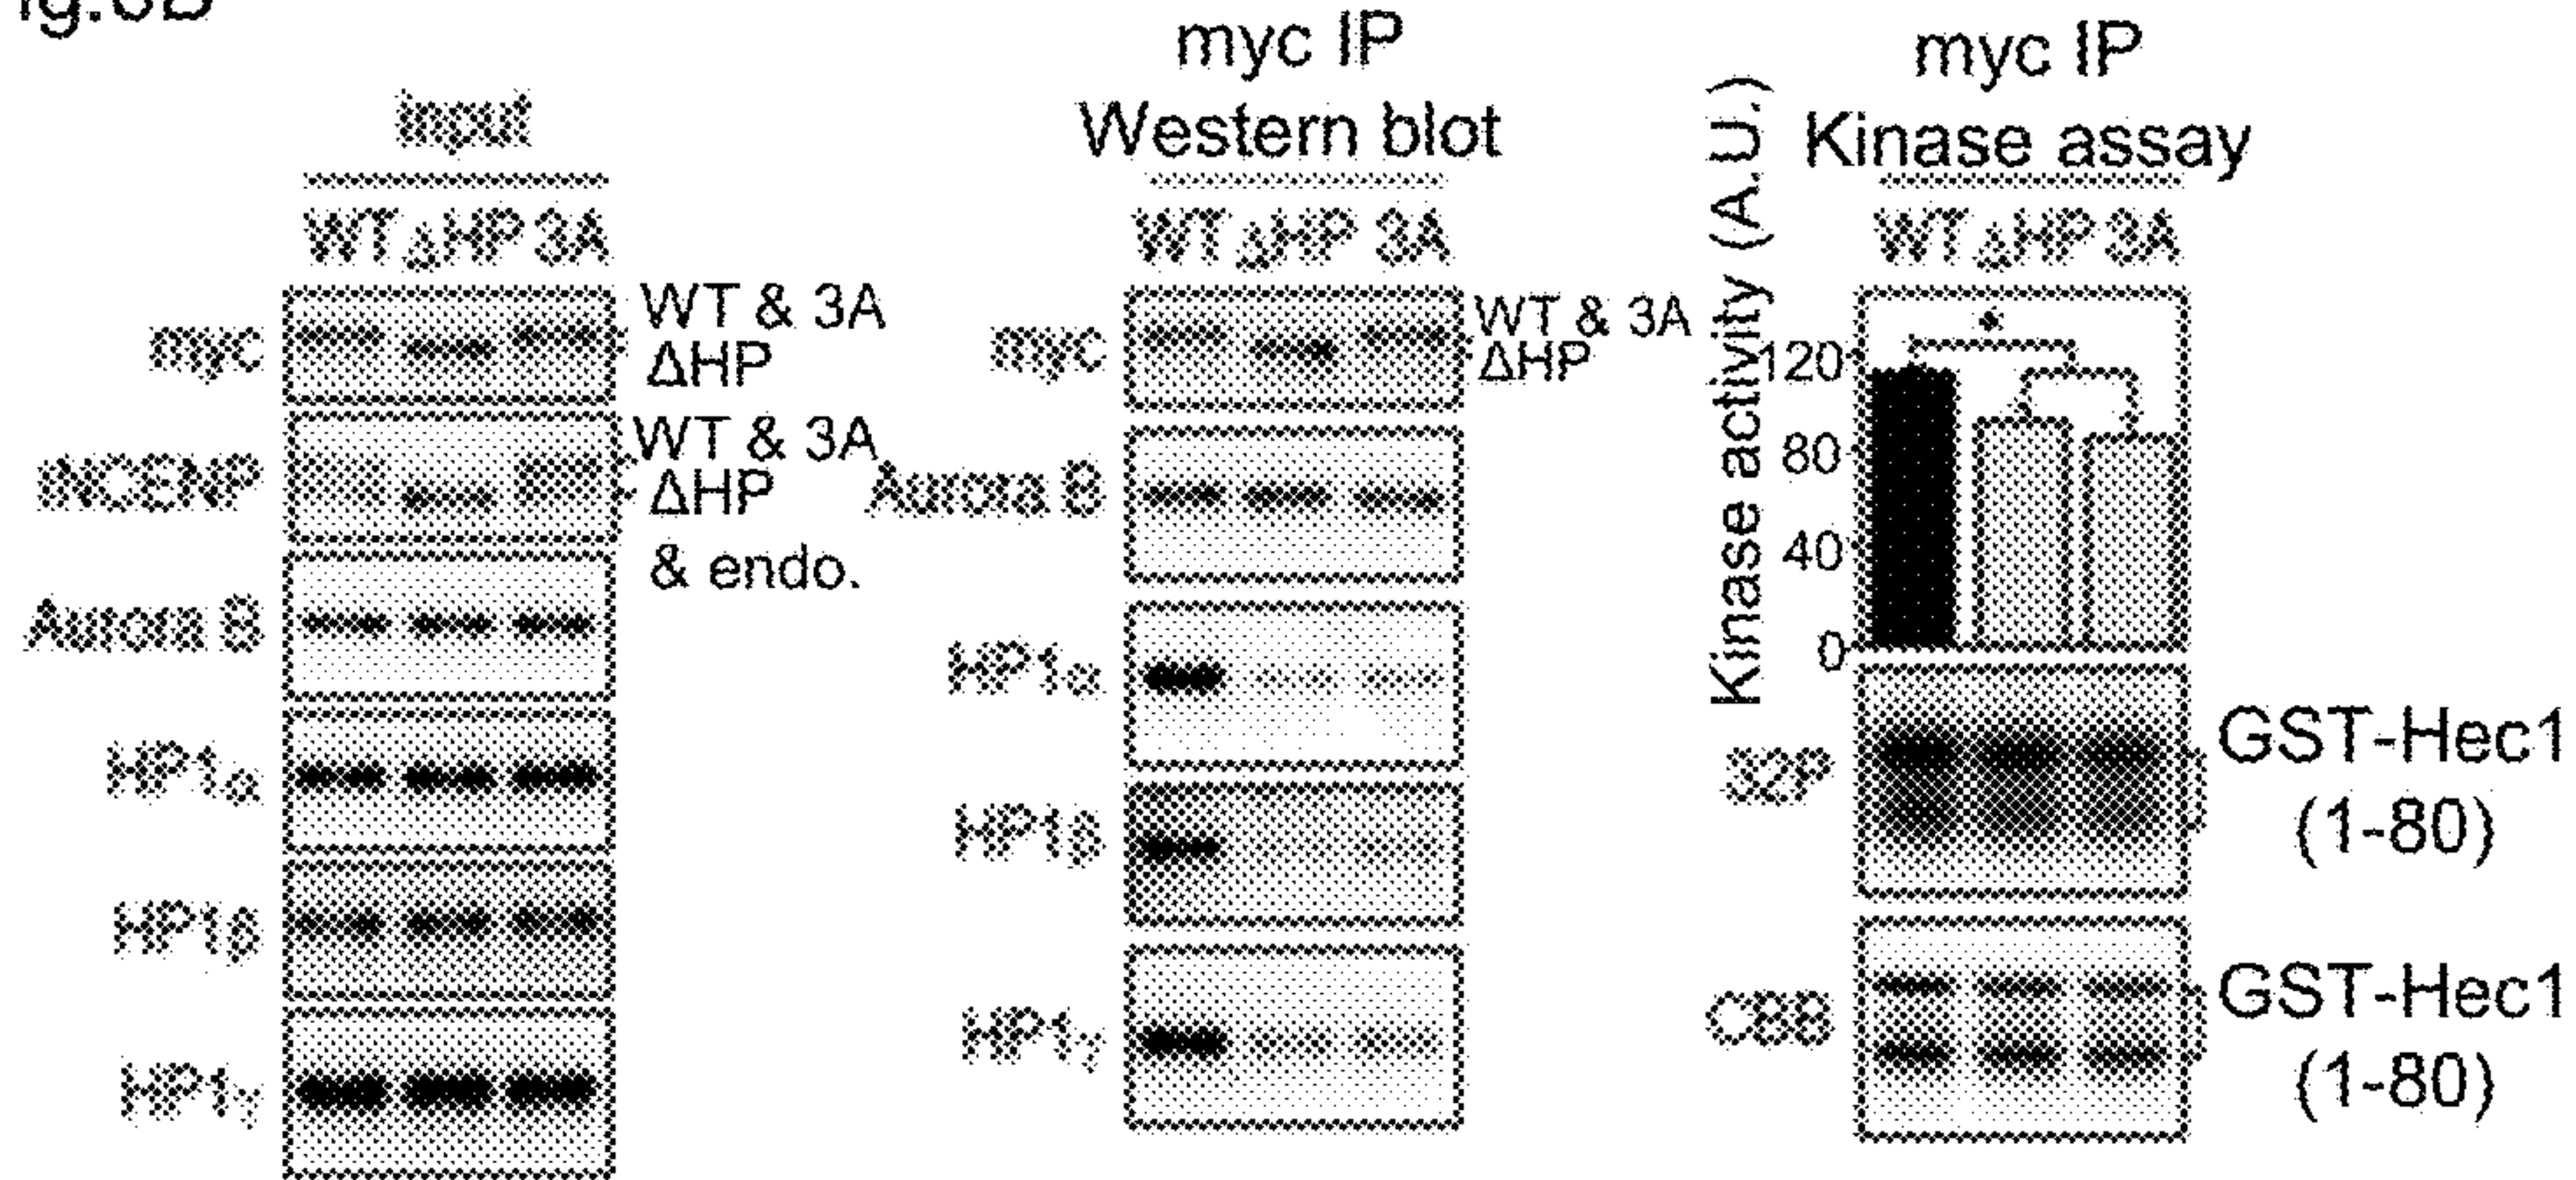 ig.6B
input
WT ΔHP 3A
myc
WT & 3A
ΔHP
INCENP
WT & 3A
ΔHP
& endo.
Aurora B
HP1α
HP1β
HP1γ
myc IP
Western blot
WT ΔHP 3A
myc
WT & 3A
ΔHP
Aurora B
HP1α
HP1β
HP1γ
myc IP
Kinase assay
WT ΔHP 3A
Kinase activity (A.U.)
*
120
80
40
0
32P
GST-Hec1
(1-80)
CBB
GST-Hec1
(1-80)